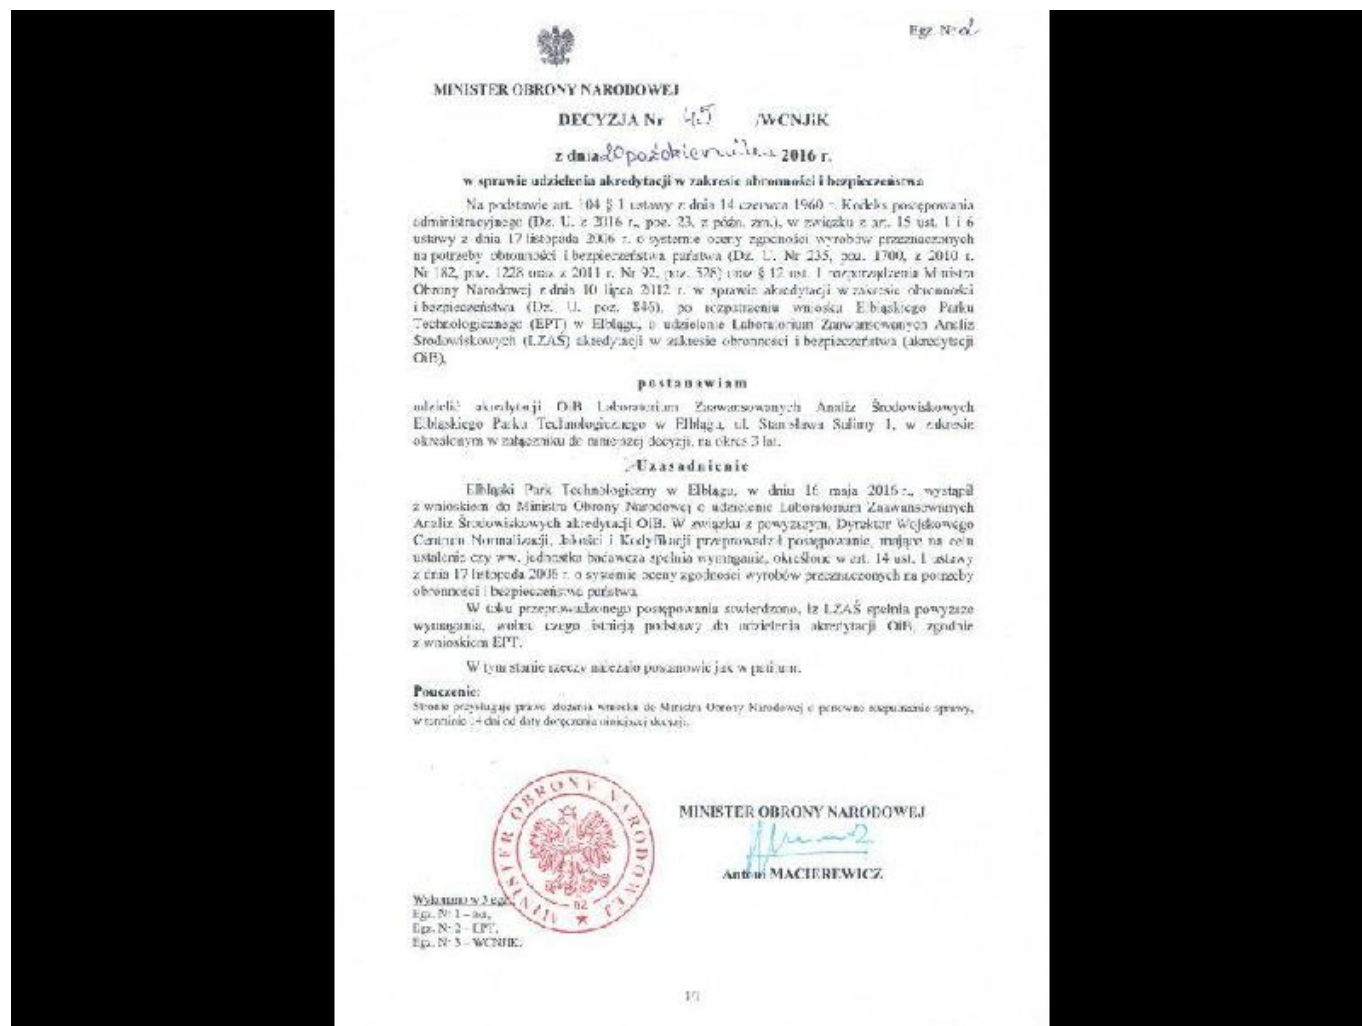 Egz. Nr 2
MINISTER OBRONY NARODOWEJ
DECYZJA Nr 45 /WCNJiK
z dnia 20 października 2016 r.
w sprawie udzielenia akredytacji w zakresie obronności i bezpieczeństwa
Na podstawie art. 104 § 1 ustawy z dnia 14 czerwca 1960 r. Kodeks postępowania
administracyjnego (Dz. U. z 2016 r., poz. 23, z późn. zm.), w związku z art. 15 ust. 1 i 6
ustawy z dnia 17 listopada 2006 r. o systemie oceny zgodności wyrobów przeznaczonych
na potrzeby obronności i bezpieczeństwa państwa (Dz. U. Nr 235, poz. 1700, z 2010 r.
Nr 182, poz. 1228 oraz z 2011 r. Nr 92, poz. 528) oraz § 12 ust. 1 rozporządzenia Ministra
Obrony Narodowej z dnia 10 lipca 2012 r. w sprawie akredytacji w zakresie obronności
i bezpieczeństwa (Dz. U. poz. 846), po rozpatrzeniu wniosku Elbląskiego Parku
Technologicznego (EPT) w Elblągu, o udzielenie Laboratorium Zaawansowanych Analiz
Środowiskowych (LZAŚ) akredytacji w zakresie obronności i bezpieczeństwa (akredytacji
OiB),
postanawiam
udzielić akredytacji OiB Laboratorium Zaawansowanych Analiz Środowiskowych
Elbląskiego Parku Technologicznego w Elblągu, ul. Stanisława Sulimy 1, w zakresie
określonym w załączniku do niniejszej decyzji, na okres 3 lat.
Uzasadnienie
Elbląski Park Technologiczny w Elblągu, w dniu 16 maja 2016 r., wystąpił
z wnioskiem do Ministra Obrony Narodowej o udzielenie Laboratorium Zaawansowanych
Analiz Środowiskowych akredytacji OiB. W związku z powyższym, Dyrektor Wojskowego
Centrum Normalizacji, Jakości i Kodyfikacji przeprowadził postępowanie, mające na celu
ustalenie czy ww. jednostka badawcza spełnia wymagania, określone w art. 14 ust. 1 ustawy
z dnia 17 listopada 2006 r. o systemie oceny zgodności wyrobów przeznaczonych na potrzeby
obronności i bezpieczeństwa państwa.
W toku przeprowadzonego postępowania stwierdzono, iż LZAŚ spełnia powyższe
wymagania, wobec czego istnieją podstawy do udzielenia akredytacji OiB, zgodnie
z wnioskiem EPT.
W tym stanie rzeczy należało postanowić jak w petitum.
Pouczenie:
Stronie przysługuje prawo złożenia wniosku do Ministra Obrony Narodowej o ponowne rozpatrzenie sprawy,
w terminie 14 dni od daty doręczenia niniejszej decyzji.
MINISTER OBRONY NARODOWEJ
MINISTER OBRONY NARODOWEJ
Antoni MACIEREWICZ
Wykonano w 3 egz.
Egz. Nr 1 – aa,
Egz. Nr 2 – EPT,
Egz. Nr 3 – WCNJiK.
1/1